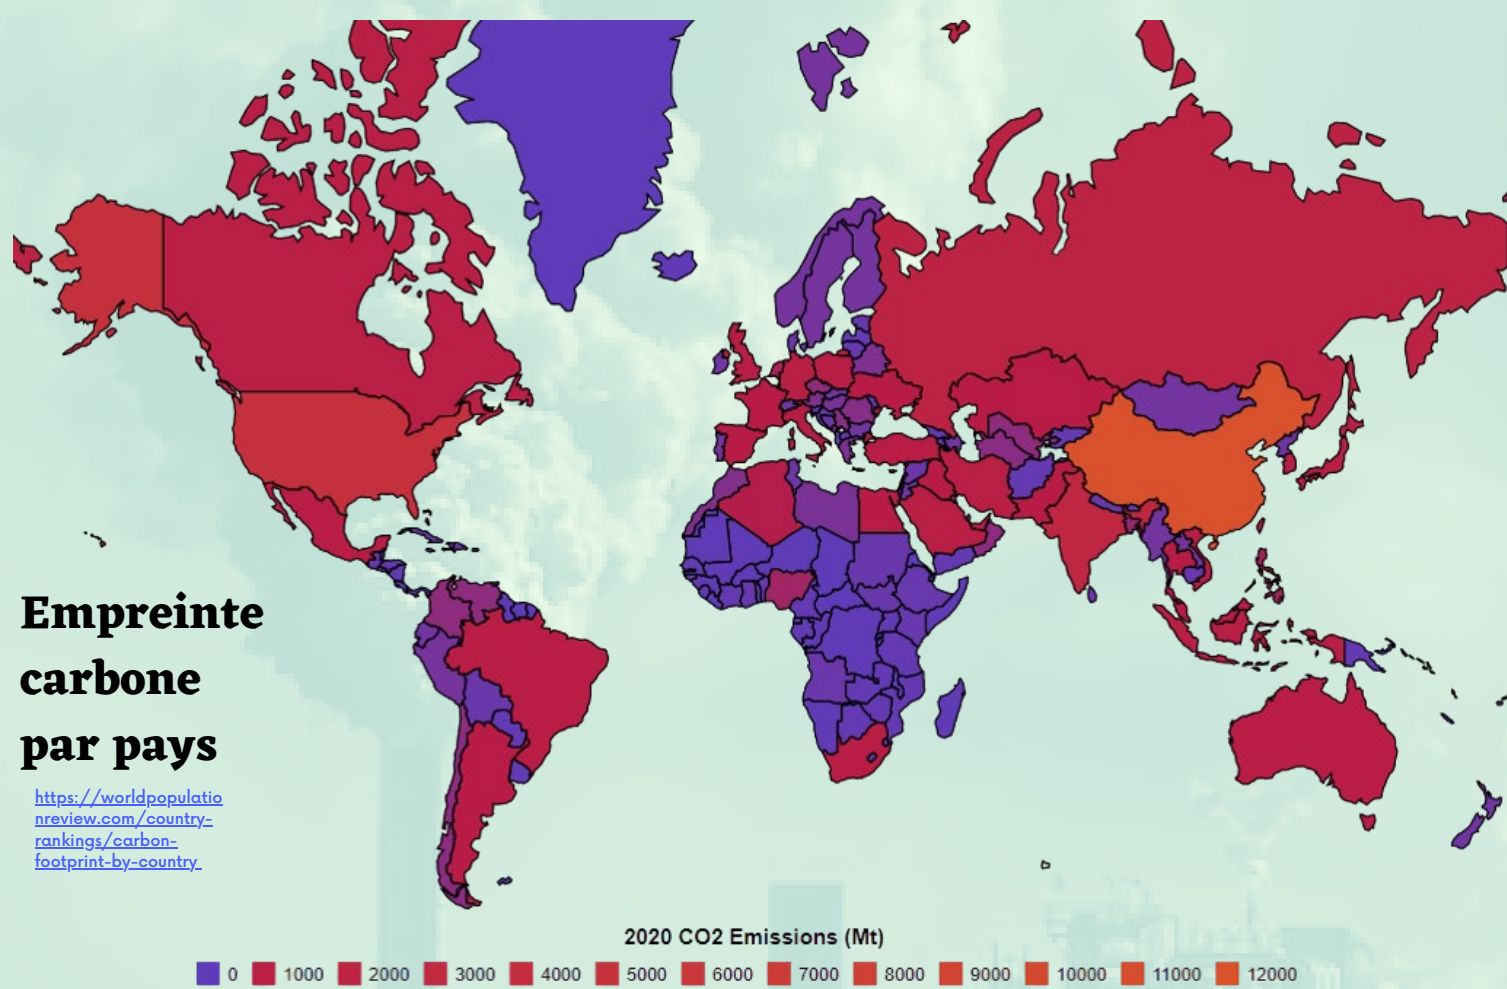 Empreinte
carbone
par pays
https://worldpopulatio
nreview.com/country-
rankings/carbon-
footprint-by-country
2020 CO2 Emissions (Mt)
0 1000 2000 3000 4000 5000 6000 7000 8000 9000 10000 11000 12000